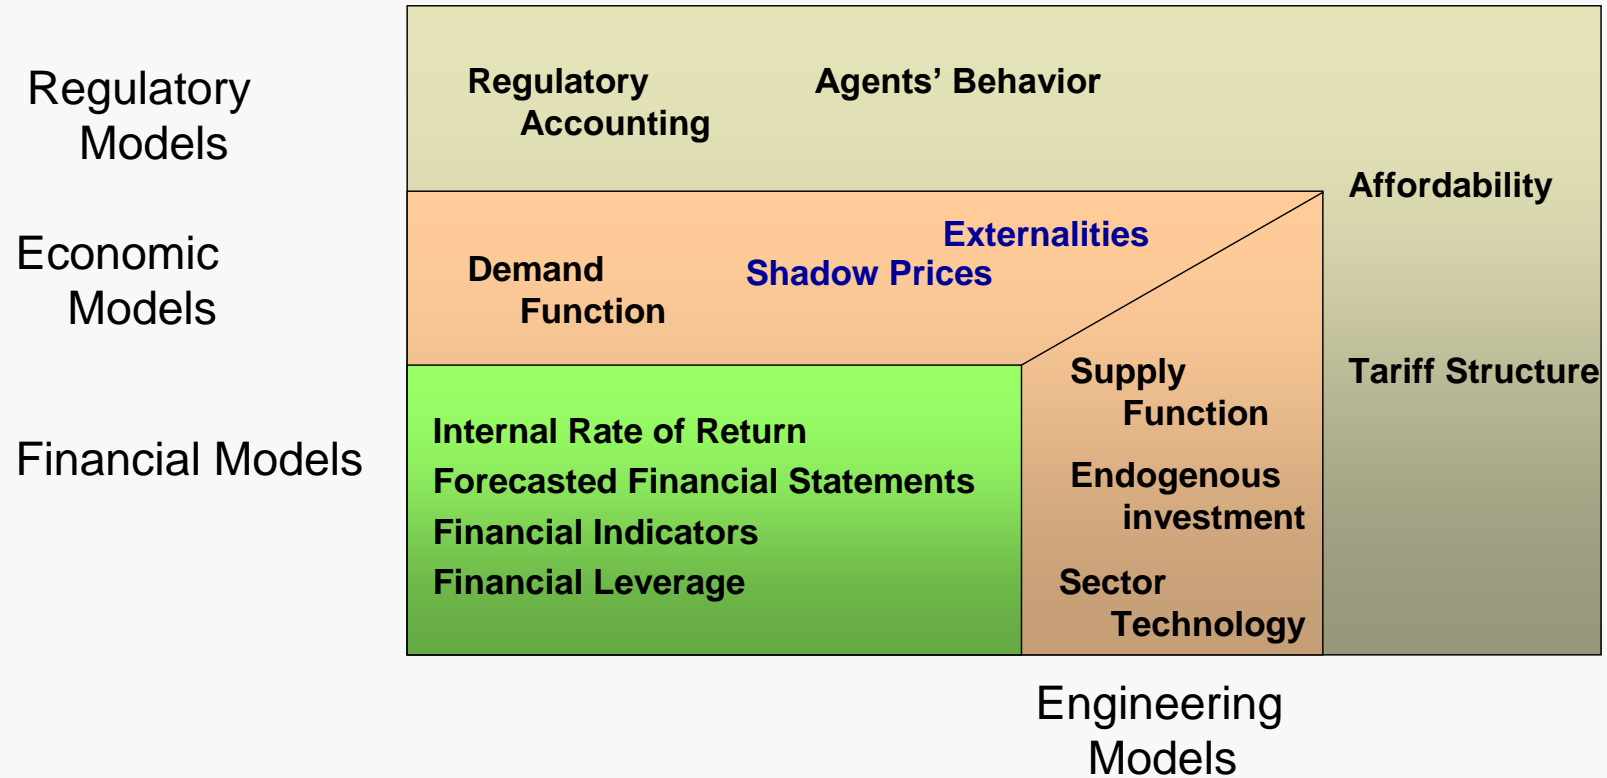 Regulatory
Models
Regulatory
Accounting
Agents’ Behavior
Affordability
Economic
Models
Demand
Function
Externalities
Shadow Prices
Supply
Function
Tariff Structure
Financial Models
Internal Rate of Return
Forecasted Financial Statements
Financial Indicators
Financial Leverage
Endogenous
investment
Sector
Technology
Engineering
Models